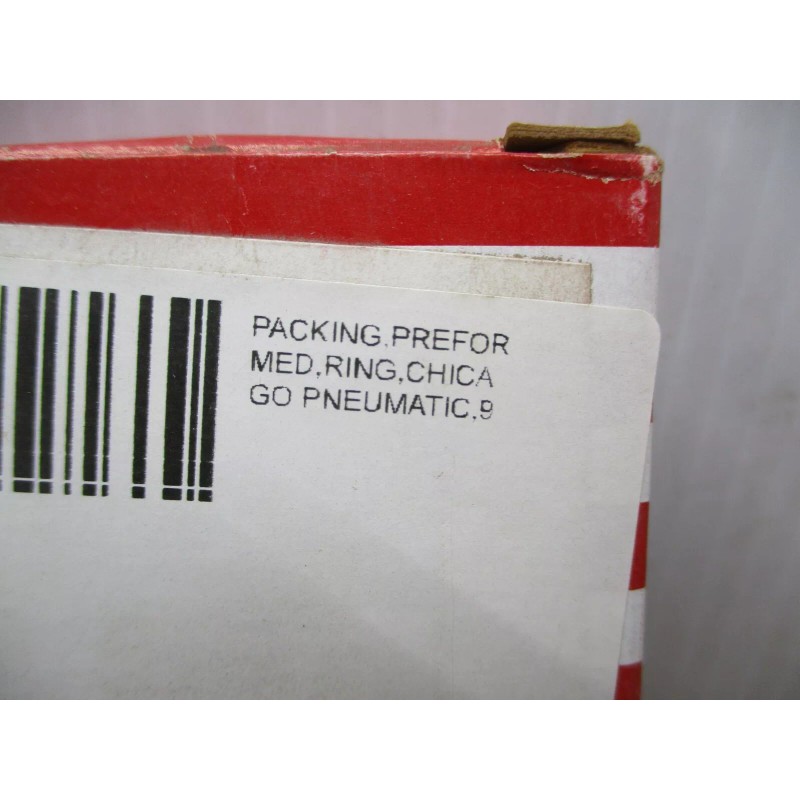 PACKING,PREFOR
MED,RING,CHICA
GO PNEUMATIC,9